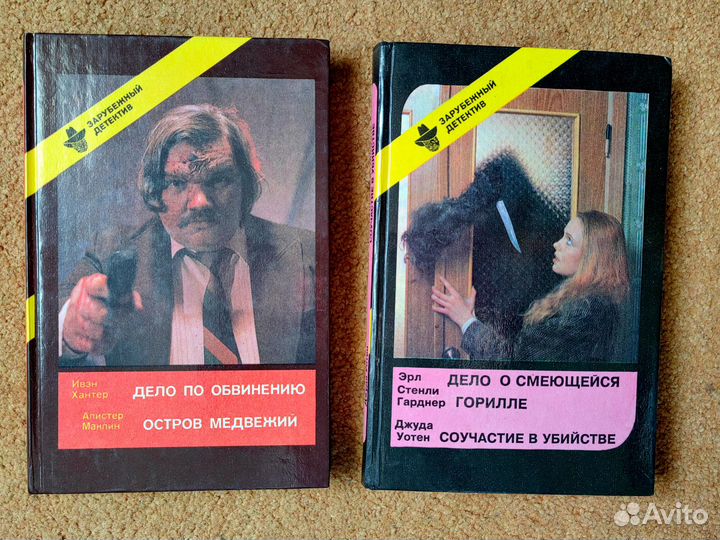 ЗАРУБЕЖНЫЙ
ДЕТЕКТИВ
Ивэн
Хантер
ДЕЛО ПО ОБВИНЕНИЮ
Алистер
Маклин
ОСТРОВ МЕДВЕЖИЙ
ЗАРУБЕЖНЫЙ
ДЕТЕКТИВ
Эрл
Стенли
Гарднер
ДЕЛО О СМЕЮЩЕЙСЯ
ГОРИЛЛЕ
Джуда
Уотен
СОУЧАСТИЕ В УБИЙСТВЕ
Avito